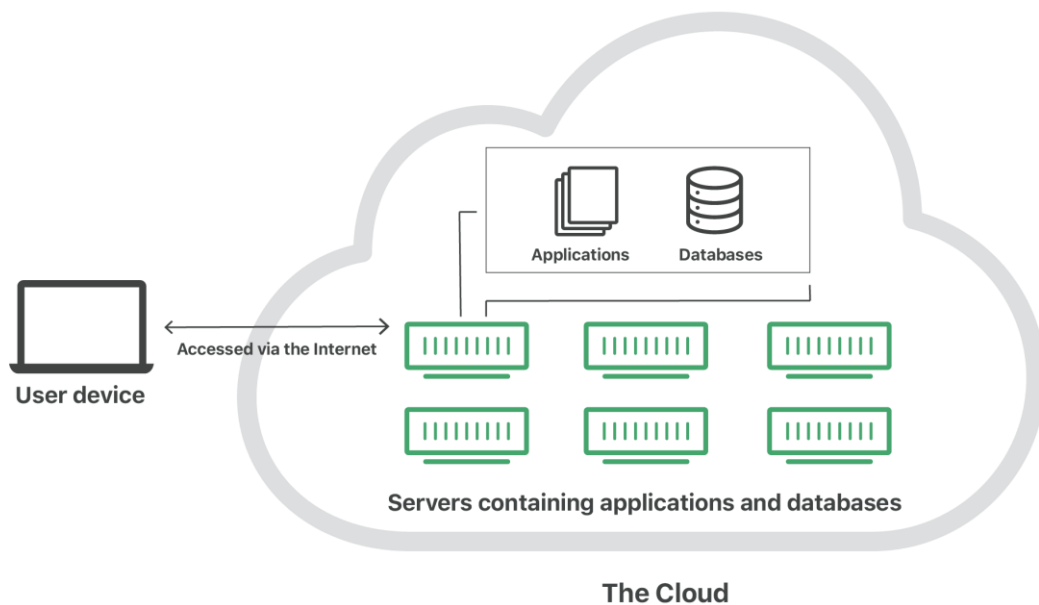 Applications
Databases
Accessed via the Internet
User device
Servers containing applications and databases
The Cloud